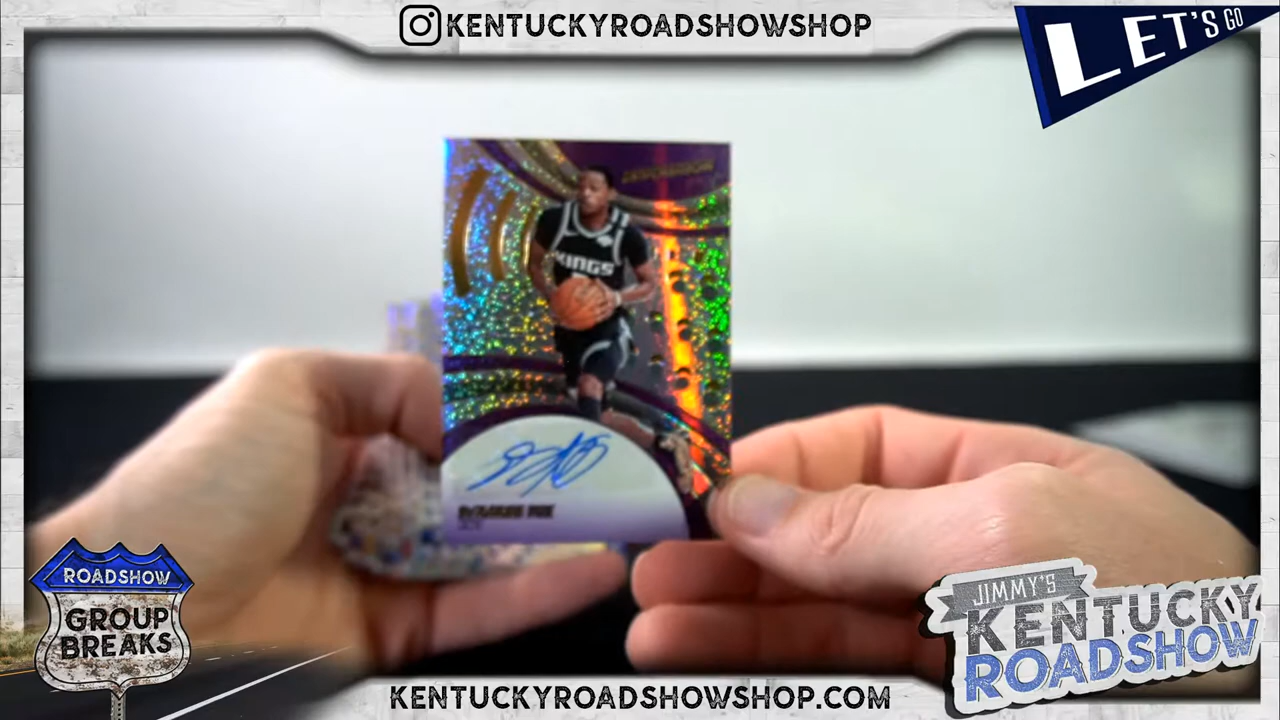 KENTUCKYROADSHOWSHOP
LET'S GO
KINGS
ROADSHOW
GROUP
BREAKS
JIMMY'S
KENTUCKY
ROADSHOW
KENTUCKYROADSHOWSHOP.COM